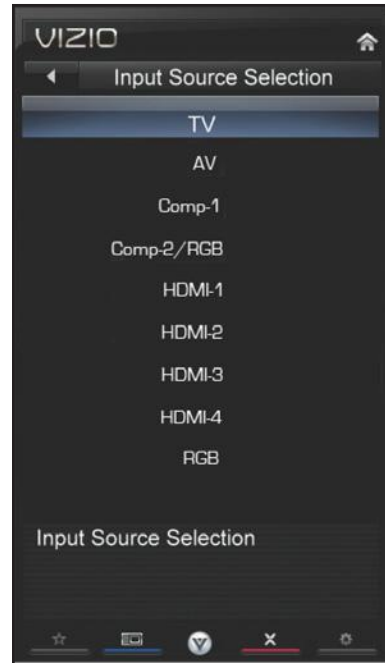 VIZIO
Input Source Selection
TV
AV
Comp-1
Comp-2/RGB
HDMI-1
HDMI-2
HDMI-3
HDMI-4
RGB
Input Source Selection
V